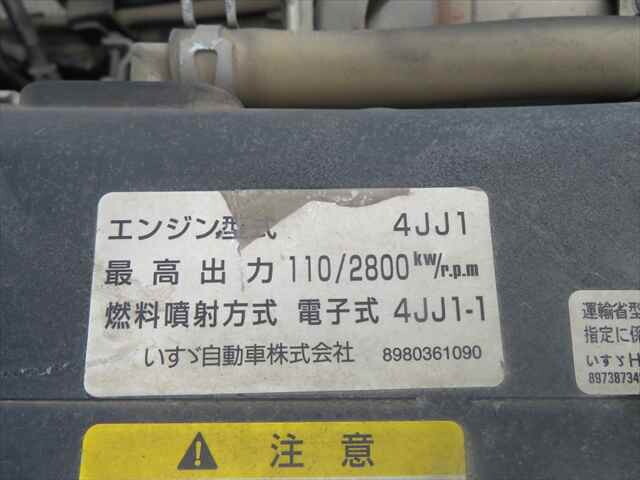 エンジン型式 4JJ1
最高出力 110/2800 kw/r.p.m
燃料噴射方式 電子式 4JJ1-1
いすゞ自動車株式会社 8980361090
運輸省型
指定に係
いすゞH
89738734
注意